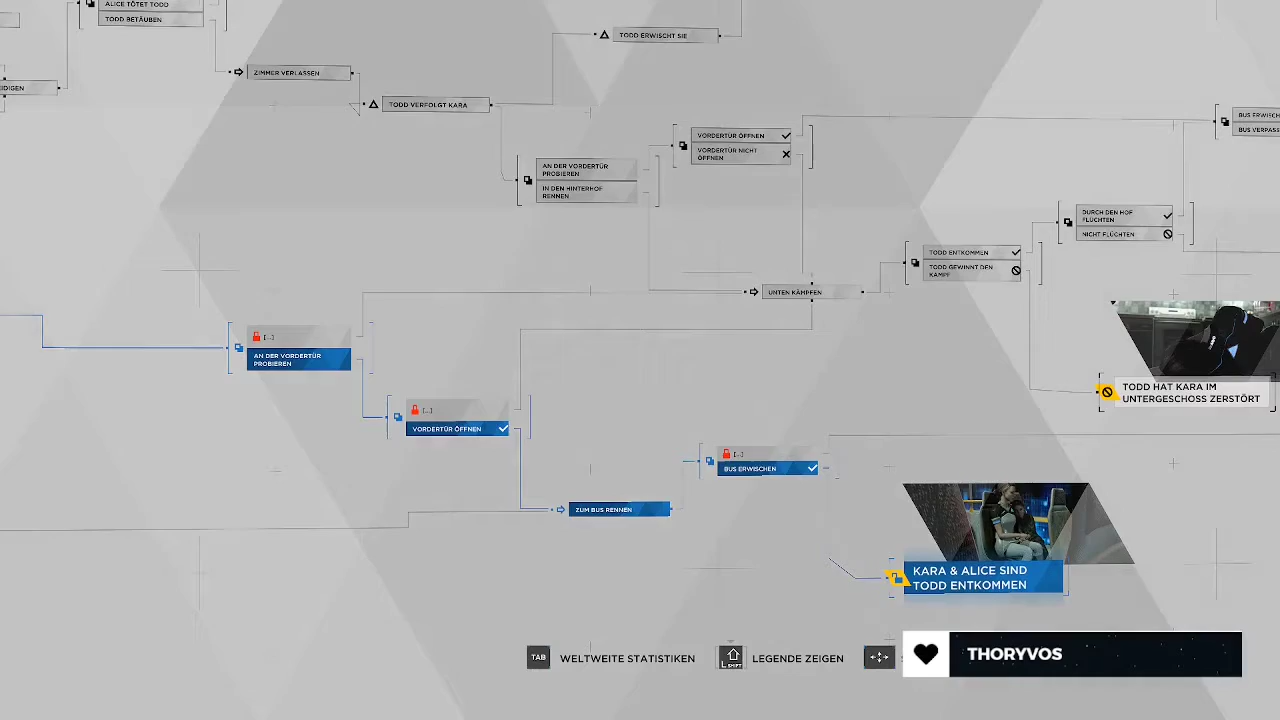 ALICE TÖTET TODD
TODD BETÄUBEN
TODD ERWISCHT SIE
ZIMMER VERLASSEN
EIDIGEN
TODD VERFOLGT KARA
BUS ERWISCH
BUS VERPASS
VORDERTÜR ÖFFNEN
VORDERTÜR NICHT
ÖFFNEN
AN DER VORDERTÜR
PROBIEREN
IN DEN HINTERHOF
RENNEN
DURCH DEN HOF
FLÜCHTEN
NICHT FLÜCHTEN
TODD ENTKOMMEN
TODD GEWINNT DEN
KAMPF
UNTEN KÄMPFEN
[...]
AN DER VORDERTÜR
PROBIEREN
TODD HAT KARA IM
UNTERGESCHOSS ZERSTÖRT
[...]
VORDERTÜR ÖFFNEN
[...]
BUS ERWISCHEN
ZUM BUS RENNEN
KARA & ALICE SIND
TODD ENTKOMMEN
TAB WELTWEITE STATISTIKEN
L SHIFT LEGENDE ZEIGEN
THORYVOS